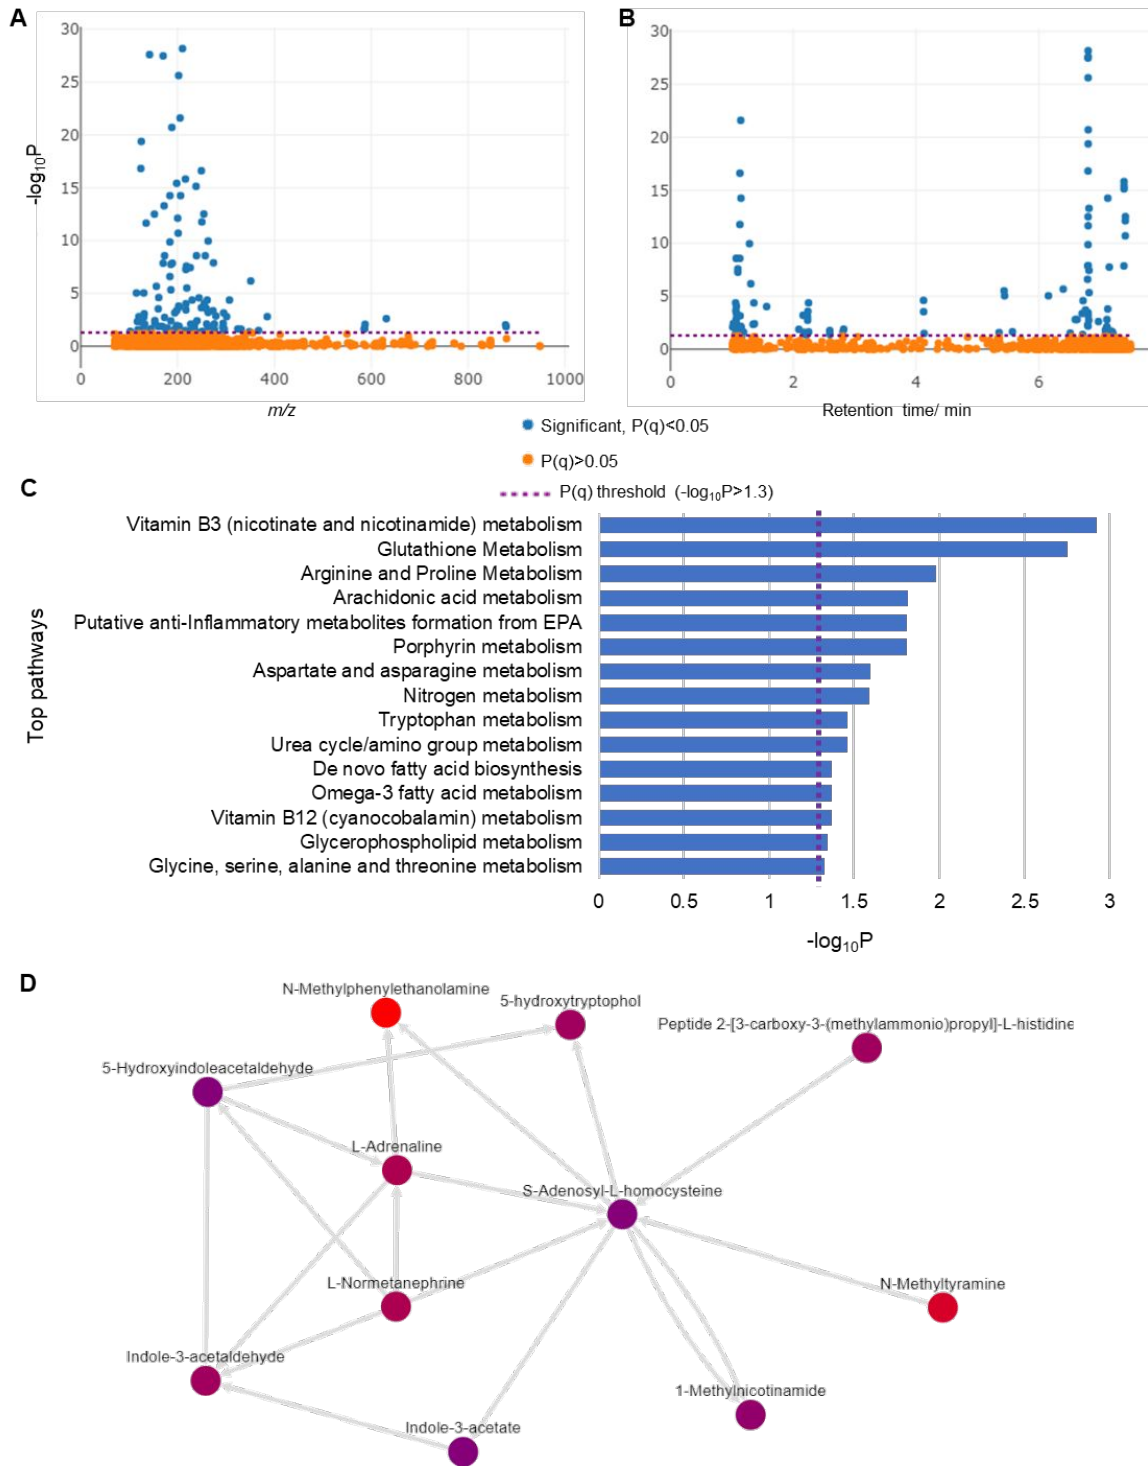 A
B
30
25
20
15
10
5
0
-log10P
0 200 400 600 800 1000
m/z
30
25
20
15
10
5
0
0 2 4 6
Retention time/ min
Significant, P(q)<0.05
P(q)>0.05
P(q) threshold (-log10P>1.3)
C
Top pathways
Vitamin B3 (nicotinate and nicotinamide) metabolism
Glutathione Metabolism
Arginine and Proline Metabolism
Arachidonic acid metabolism
Putative anti-Inflammatory metabolites formation from EPA
Porphyrin metabolism
Aspartate and asparagine metabolism
Nitrogen metabolism
Tryptophan metabolism
Urea cycle/amino group metabolism
De novo fatty acid biosynthesis
Omega-3 fatty acid metabolism
Vitamin B12 (cyanocobalamin) metabolism
Glycerophospholipid metabolism
Glycine, serine, alanine and threonine metabolism
0 0.5 1 1.5 2 2.5 3
-log10P
D
N-Methylphenylethanolamine
5-hydroxytryptophol
Peptide 2-[3-carboxy-3-(methylammonio)propyl]-L-histidine
5-Hydroxyindoleacetaldehyde
L-Adrenaline
S-Adenosyl-L-homocysteine
L-Normetanephrine
N-Methyltyramine
Indole-3-acetaldehyde
1-Methylnicotinamide
Indole-3-acetate